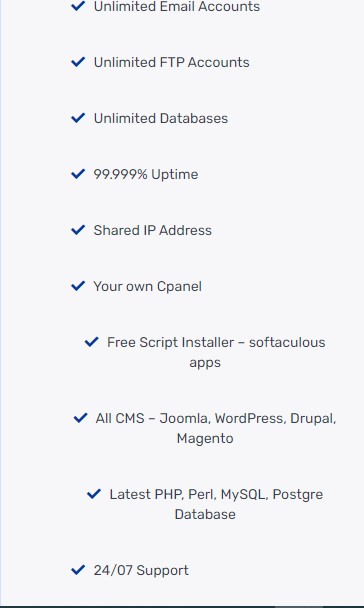 Unlimited Email Accounts
Unlimited FTP Accounts
Unlimited Databases
99.999% Uptime
Shared IP Address
Your own Cpanel
Free Script Installer – softaculous
apps
All CMS – Joomla, WordPress, Drupal,
Magento
Latest PHP, Perl, MySQL, Postgre
Database
24/07 Support